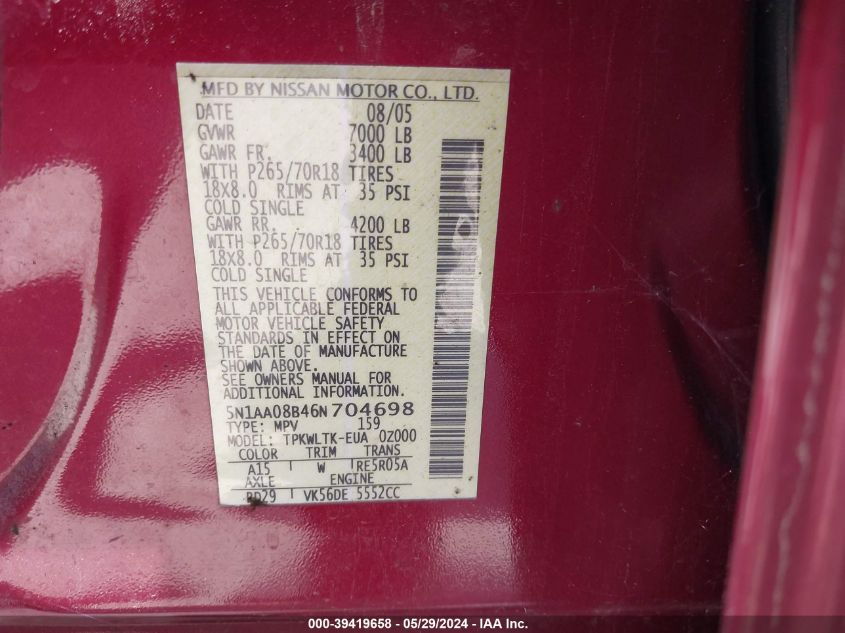 MFD BY NISSAN MOTOR CO., LTD.
DATE 08/05
GVWR 7000 LB
GAWR FR. 3400 LB
WITH P265/70R18 TIRES
18X8.0 RIMS AT 35 PSI
COLD SINGLE
GAWR RR. 4200 LB
WITH P265/70R18 TIRES
18X8.0 RIMS AT 35 PSI
COLD SINGLE
THIS VEHICLE CONFORMS TO
ALL APPLICABLE FEDERAL
MOTOR VEHICLE SAFETY
STANDARDS IN EFFECT ON
THE DATE OF MANUFACTURE
SHOWN ABOVE.
SEE OWNERS MANUAL FOR
ADDITIONAL INFORMATION.
5N1AA08B46N704698
TYPE: MPV 159
MODEL: TPKWLTK-EUA 0Z000
COLOR TRIM TRANS
A15 W RE5R05A
AXLE ENGINE
RD29 VK56DE 5552CC
000-39419658 - 05/29/2024 - IAA Inc.